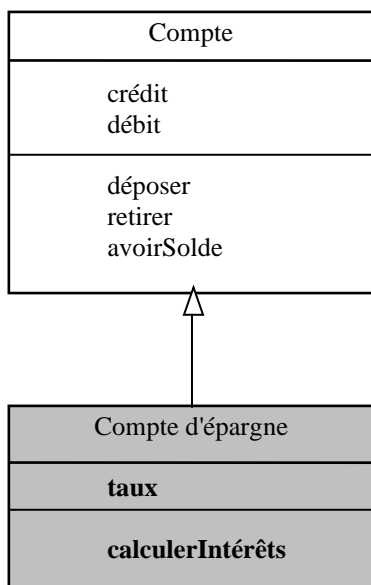 Compte
crédit
débit
déposer
retirer
avoirSolde
Compte d'épargne
taux
calculerIntérêts